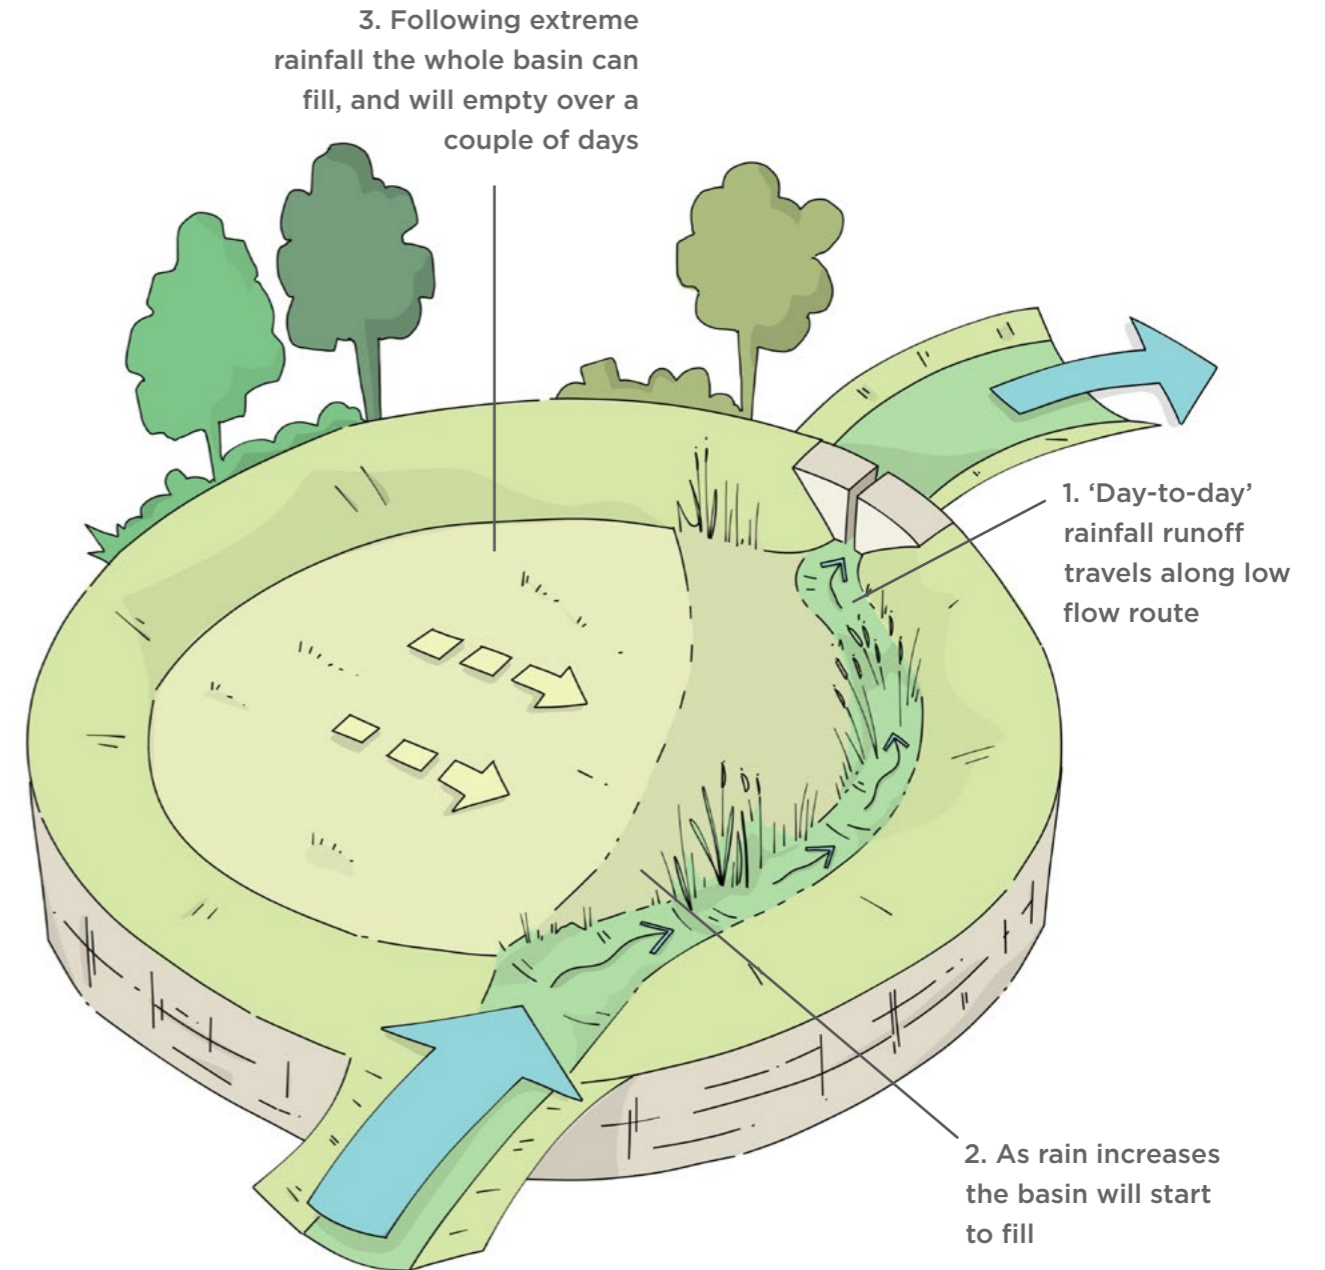 3. Following extreme
rainfall the whole basin can
fill, and will empty over a
couple of days
1. ‘Day-to-day’
rainfall runoff
travels along low
flow route
2. As rain increases
the basin will start
to fill